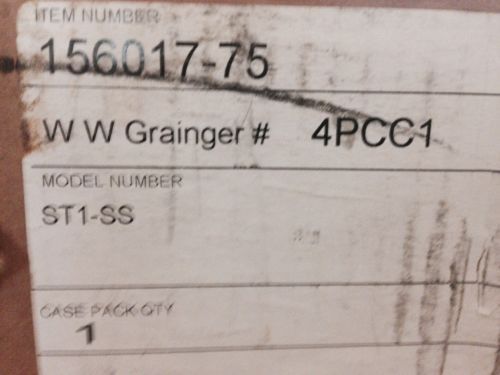 ITEM NUMBER
156017-75
W W Grainger # 4PCC1
MODEL NUMBER
ST1-SS
CASE PACK QTY
1